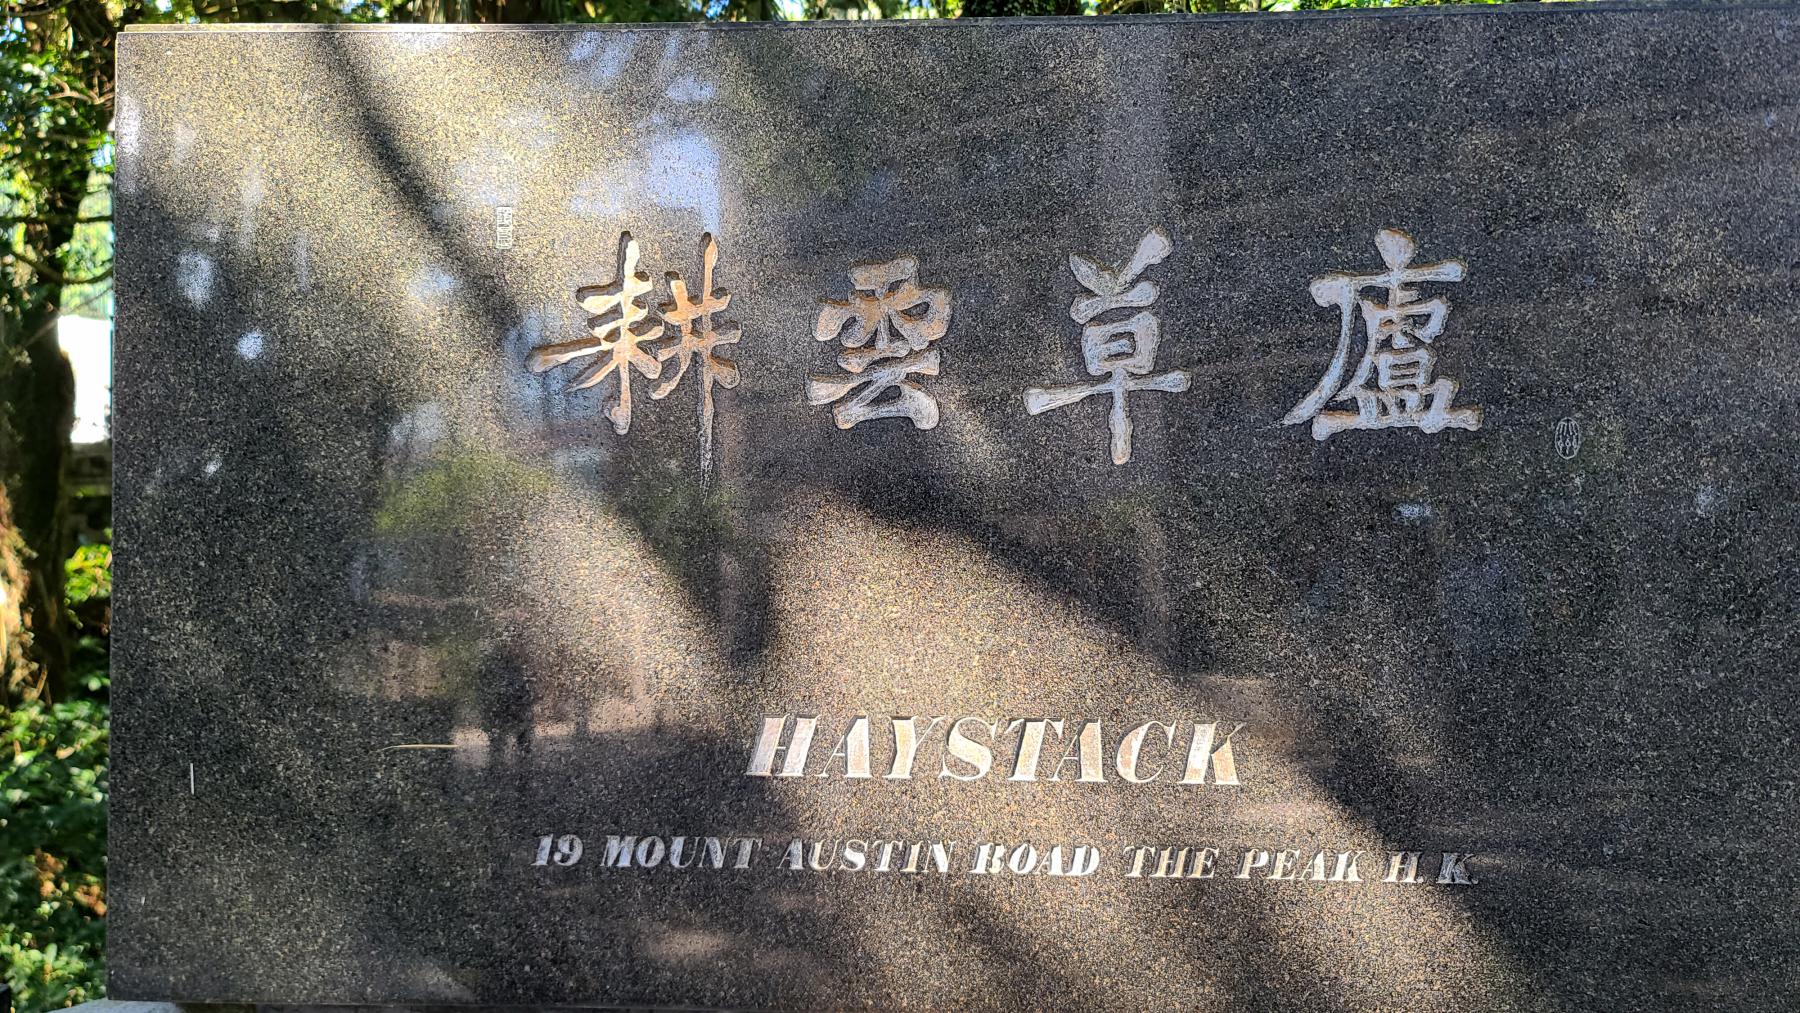 耕雲草廬
HAYSTACK
19 MOUNT AUSTIN ROAD THE PEAK H.K.